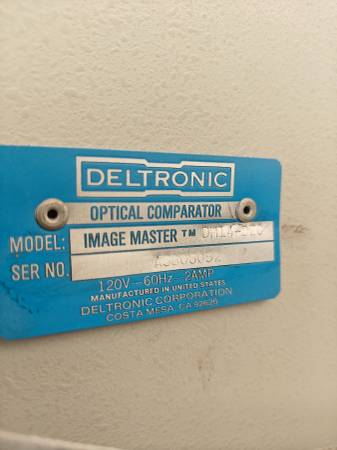 DELTRONIC
OPTICAL COMPARATOR
MODEL: IMAGE MASTER TM
SER NO.
120V-60Hz-2AMP
MANUFACTURED IN UNITED STATES
DELTRONIC CORPORATION
COSTA MESA, CA 92626